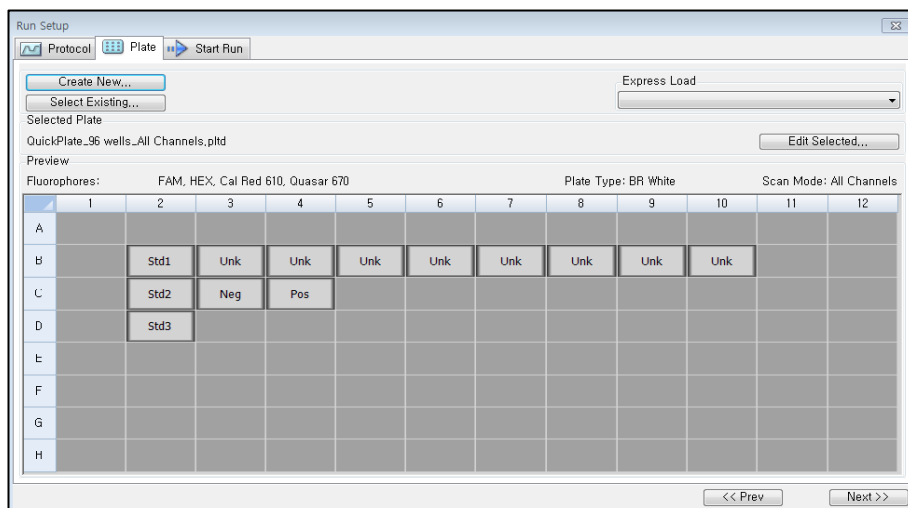 Run Setup
Protocol Plate Start Run
Create New...
Express Load
Select Existing...
Selected Plate
QuickPlate_96 wells_All Channels.pltd
Edit Selected...
Preview
Fluorophores: FAM, HEX, Cal Red 610, Quasar 670 Plate Type: BR White Scan Mode: All Channels
1 2 3 4 5 6 7 8 9 10 11 12
A
B Std1 Unk Unk Unk Unk Unk Unk Unk Unk
C Std2 Neg Pos
D Std3
E
F
G
H
<< Prev Next >>